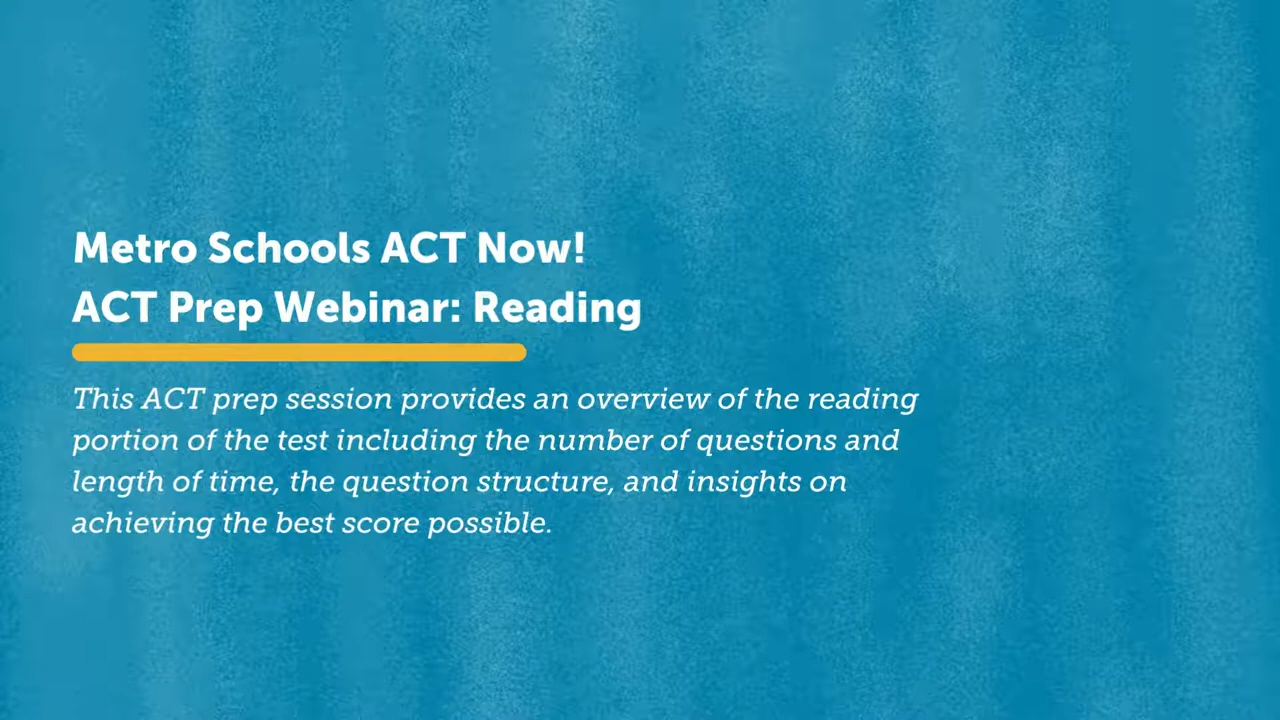 Metro Schools ACT Now!
ACT Prep Webinar: Reading
This ACT prep session provides an overview of the reading
portion of the test including the number of questions and
length of time, the question structure, and insights on
achieving the best score possible.